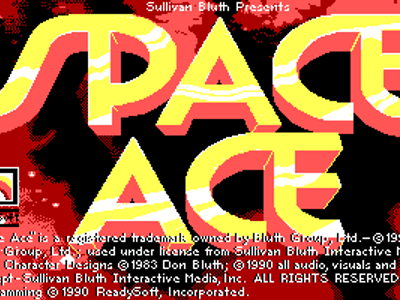 Sullivan Bluth Presents
SPACE
ACE
e Ace" is a registered trademark owned by Bluth Group, Ltd.-©19
Group, Ltd.; used under license from Sullivan Bluth Interactive M
Character Designs ©1983 Don Bluth; ©1990 all audio, visuals and
pt-Sullivan Bluth Interactive Media, Inc. ALL RIGHTS RESERVED
amming ©1990 ReadySoft, Incorporated.